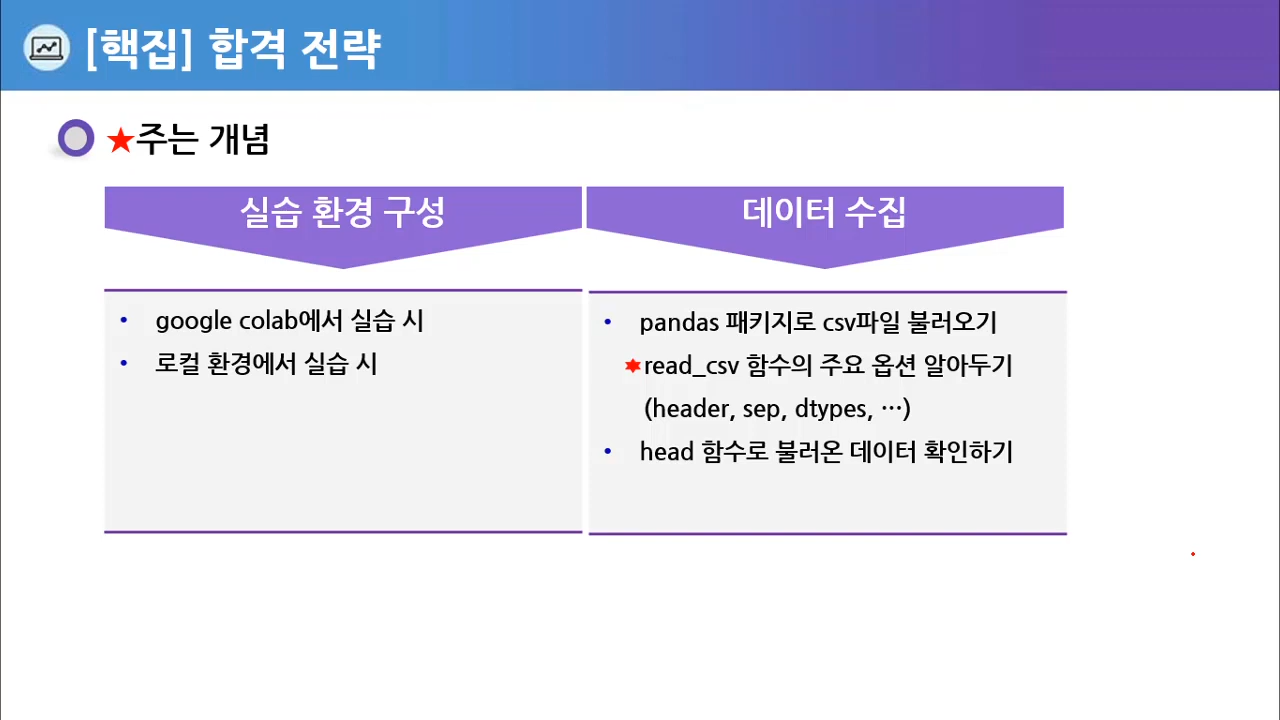 [핵집] 합격 전략
★주는 개념
실습 환경 구성
• google colab에서 실습 시
• 로컬 환경에서 실습 시
데이터 수집
• pandas 패키지로 csv파일 불러오기
✶read_csv 함수의 주요 옵션 알아두기
(header, sep, dtypes, …)
• head 함수로 불러온 데이터 확인하기